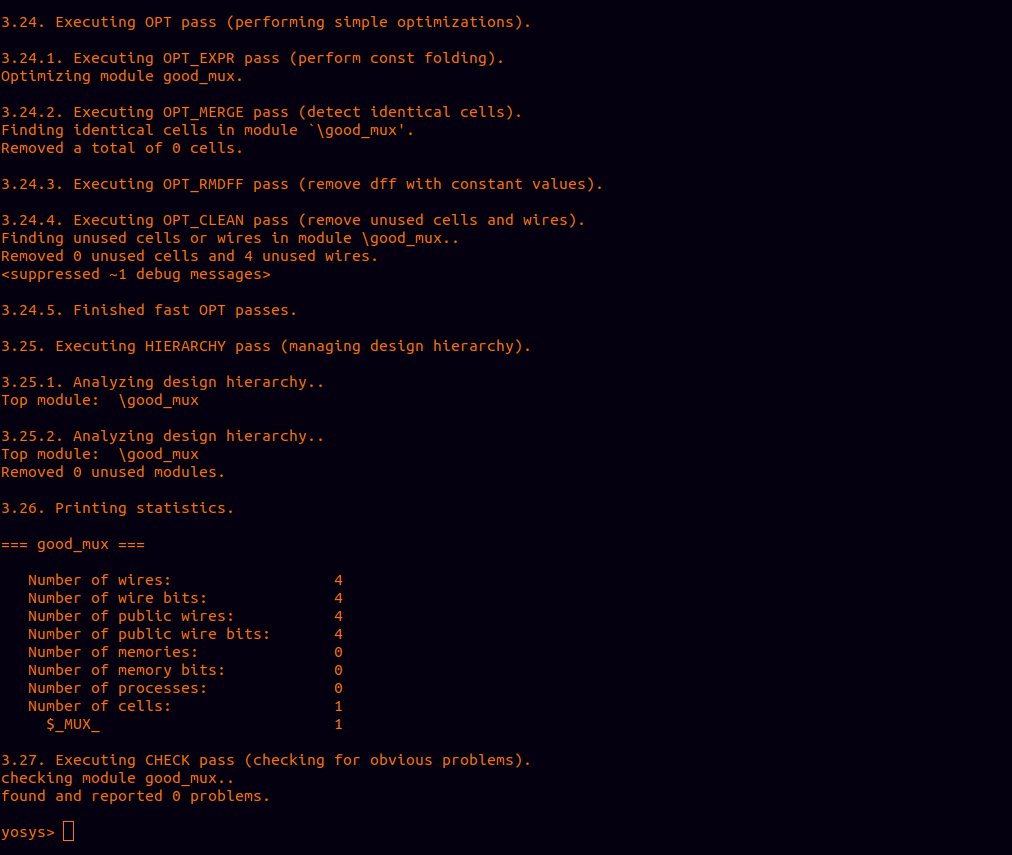 3.24. Executing OPT pass (performing simple optimizations).
3.24.1. Executing OPT_EXPR pass (perform const folding).
Optimizing module good_mux.
3.24.2. Executing OPT_MERGE pass (detect identical cells).
Finding identical cells in module `\good_mux'.
Removed a total of 0 cells.
3.24.3. Executing OPT_RMDFF pass (remove dff with constant values).
3.24.4. Executing OPT_CLEAN pass (remove unused cells and wires).
Finding unused cells or wires in module \good_mux..
Removed 0 unused cells and 4 unused wires.
<suppressed ~1 debug messages>
3.24.5. Finished fast OPT passes.
3.25. Executing HIERARCHY pass (managing design hierarchy).
3.25.1. Analyzing design hierarchy..
Top module:  \good_mux
3.25.2. Analyzing design hierarchy..
Top module:  \good_mux
Removed 0 unused modules.
3.26. Printing statistics.
=== good_mux ===
Number of wires: 4
Number of wire bits: 4
Number of public wires: 4
Number of public wire bits: 4
Number of memories: 0
Number of memory bits: 0
Number of processes: 0
Number of cells: 1
$_MUX_ 1
3.27. Executing CHECK pass (checking for obvious problems).
checking module good_mux..
found and reported 0 problems.
yosys>